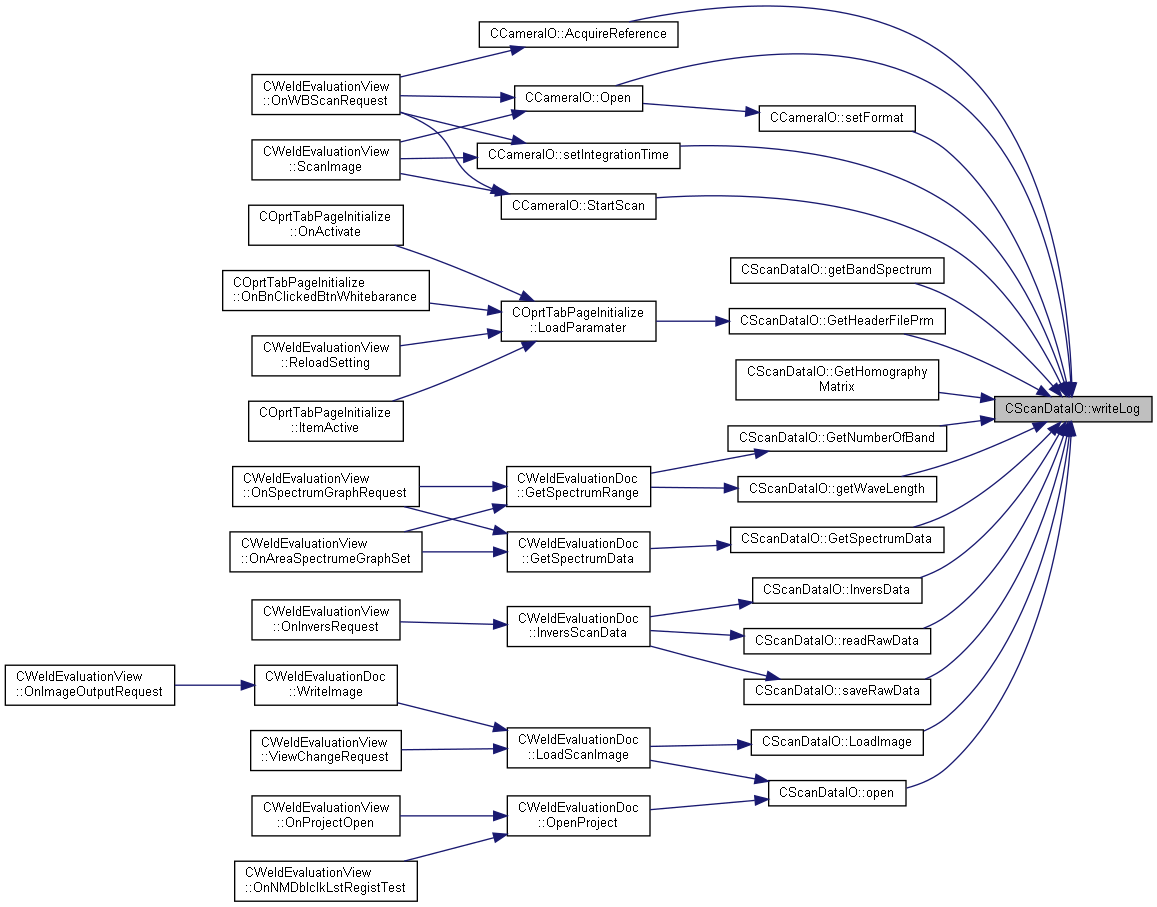 CCameraIO::AcquireReference
CWeldEvaluationView
::OnWBScanRequest
CCameraIO::Open
CCameraIO::setFormat
CWeldEvaluationView
::ScanImage
CCameraIO::setIntegrationTime
CCameraIO::StartScan
COprtTabPageInitialize
::OnActivate
CScanDataIO::getBandSpectrum
COprtTabPageInitialize
::OnBnClickedBtnWhitebarance
COprtTabPageInitialize
::LoadParamater
CScanDataIO::GetHeaderFilePrm
CWeldEvaluationView
::ReloadSetting
CScanDataIO::GetHomography
Matrix
COprtTabPageInitialize
::ItemActive
CScanDataIO::writeLog
CScanDataIO::GetNumberOfBand
CWeldEvaluationView
::OnSpectrumGraphRequest
CWeldEvaluationDoc
::GetSpectrumRange
CScanDataIO::getWaveLength
CWeldEvaluationView
::OnAreaSpectrumeGraphSet
CWeldEvaluationDoc
::GetSpectrumData
CScanDataIO::GetSpectrumData
CScanDataIO::InversData
CWeldEvaluationView
::OnInversRequest
CWeldEvaluationDoc
::InversScanData
CScanDataIO::readRawData
CWeldEvaluationView
::OnImageOutputRequest
CWeldEvaluationDoc
::WriteImage
CScanDataIO::saveRawData
CWeldEvaluationView
::ViewChangeRequest
CWeldEvaluationDoc
::LoadScanImage
CScanDataIO::LoadImage
CScanDataIO::open
CWeldEvaluationView
::OnProjectOpen
CWeldEvaluationDoc
::OpenProject
CWeldEvaluationView
::OnNMDblclkLstRegistTest